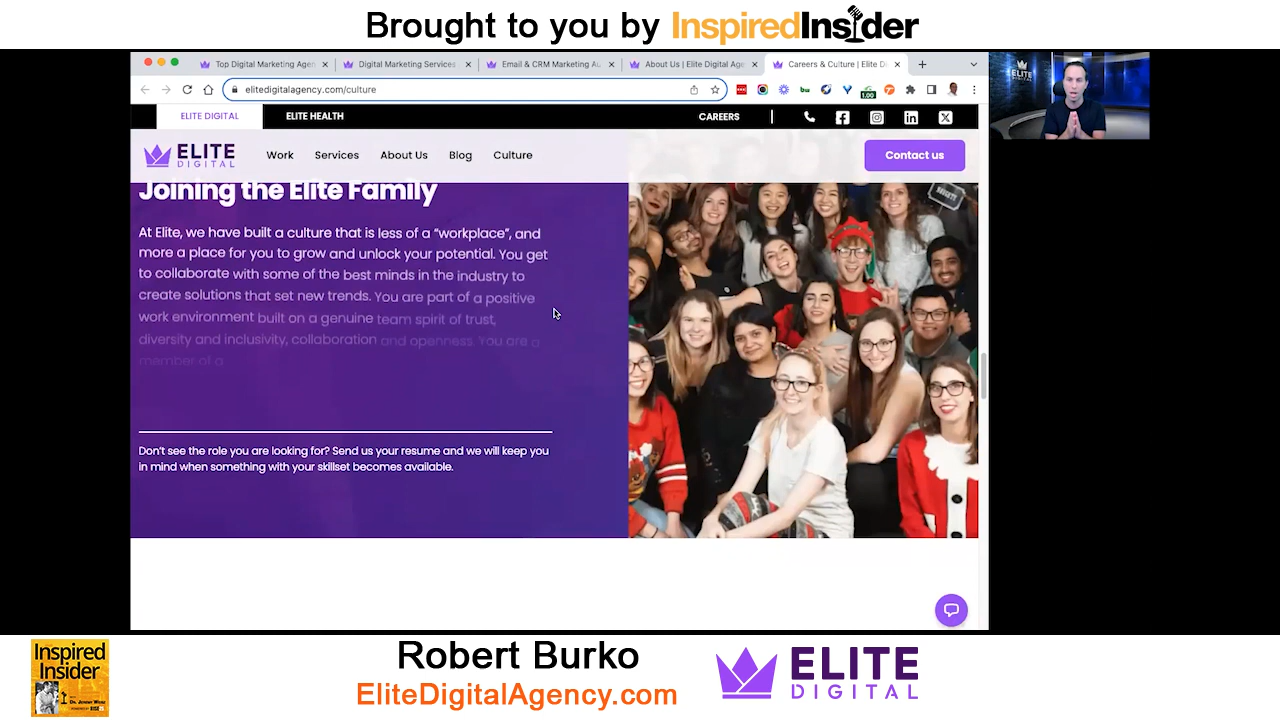 Brought to you by InspiredInsider
Top Digital Marketing Agen
Digital Marketing Services
Email & CRM Marketing Au
About Us | Elite Digital Age
Careers & Culture | Elite D
elitedigitalagency.com/culture
1.00
ELITE DIGITAL
ELITE HEALTH
CAREERS
ELITE
DIGITAL
Work
Services
About Us
Blog
Culture
Contact us
Joining the Elite Family
At Elite, we have built a culture that is less of a “workplace”, and
more a place for you to grow and unlock your potential. You get
to collaborate with some of the best minds in the industry to
create solutions that set new trends. You are part of a positive
work environment built on a genuine team spirit of trust,
diversity and inclusivity, collaboration and openness. You are a
member of a
Don't see the role you are looking for? Send us your resume and we will keep you
in mind when something with your skillset becomes available.
ELITE
Inspired
Insider
Robert Burko
EliteDigitalAgency.com
ELITE
DIGITAL